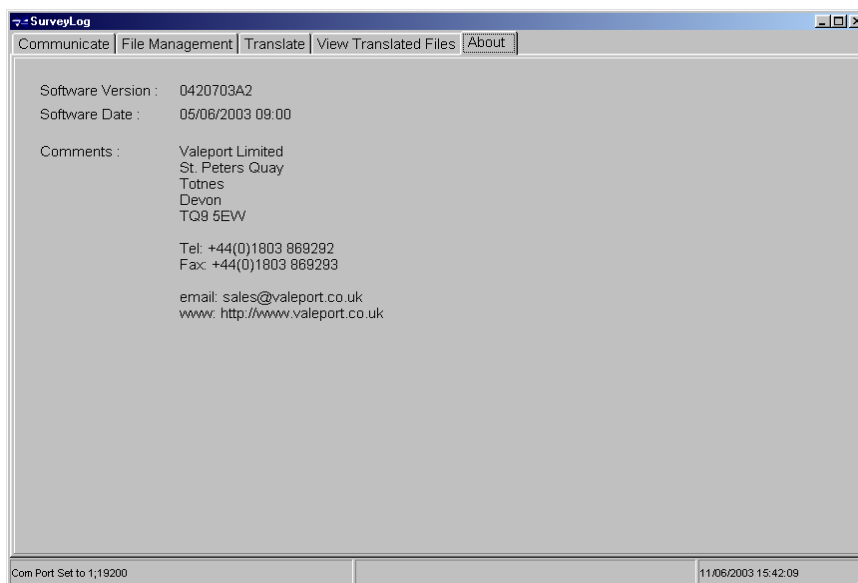 SurveyLog
Communicate File Management Translate View Translated Files About
Software Version : 0420703A2
Software Date : 05/06/2003 09:00
Comments : Valeport Limited
St. Peters Quay
Totnes
Devon
TQ9 5EW
Tel: +44(0)1803 869292
Fax: +44(0)1803 869293
email: sales@valeport.co.uk
www: http://www.valeport.co.uk
Com Port Set to 1;19200 11/06/2003 15:42:09